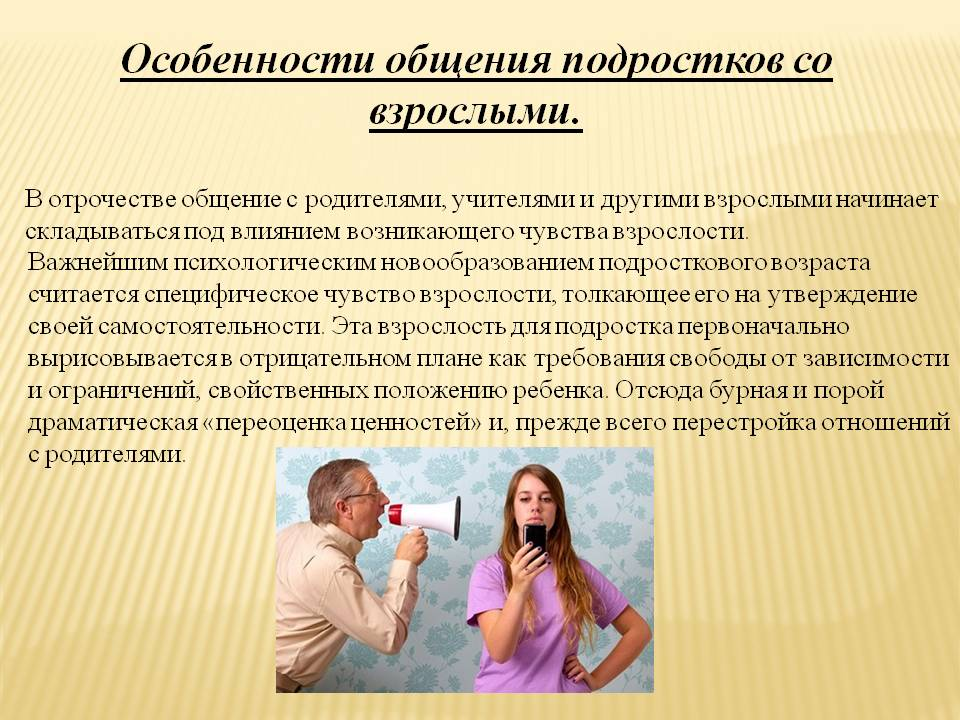 Особенности общения подростков со
взрослыми.
В отрочестве общение с родителями, учителями и другими взрослыми начинает
складываться под влиянием возникающего чувства взрослости.
Важнейшим психологическим новообразованием подросткового возраста
считается специфическое чувство взрослости, толкающее его на утверждение
своей самостоятельности. Эта взрослость для подростка первоначально
вырисовывается в отрицательном плане как требования свободы от зависимости
и ограничений, свойственных положению ребенка. Отсюда бурная и порой
драматическая «переоценка ценностей» и, прежде всего перестройка отношений
с родителями.